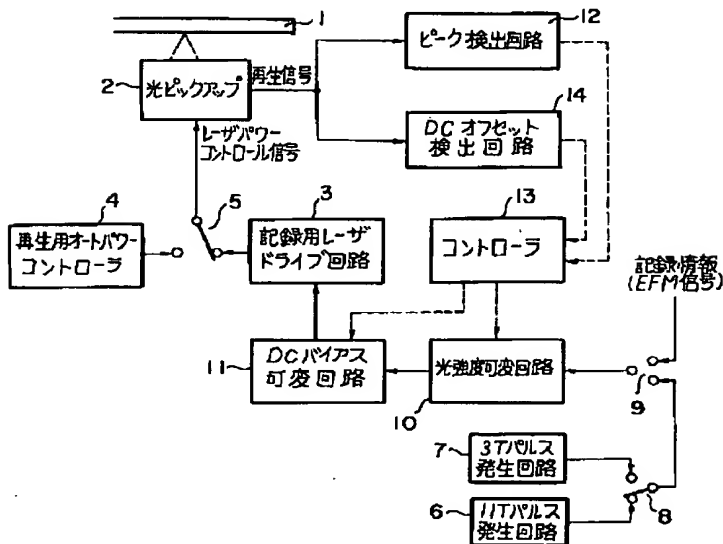 1
12
ピーク検出回路
2
光ピックアップ
再生信号
14
DCオフセット
検出回路
レーザパワー
コントロール信号
4
5
3
13
再生用オートパワー
コントローラ
記録用レーザ
ドライブ回路
コントローラ
記録情報
(EFM信号)
11
DCバイアス
可変回路
光強度可変回路
9
10
7
3Tパルス
発生回路
6
11Tパルス
発生回路
8